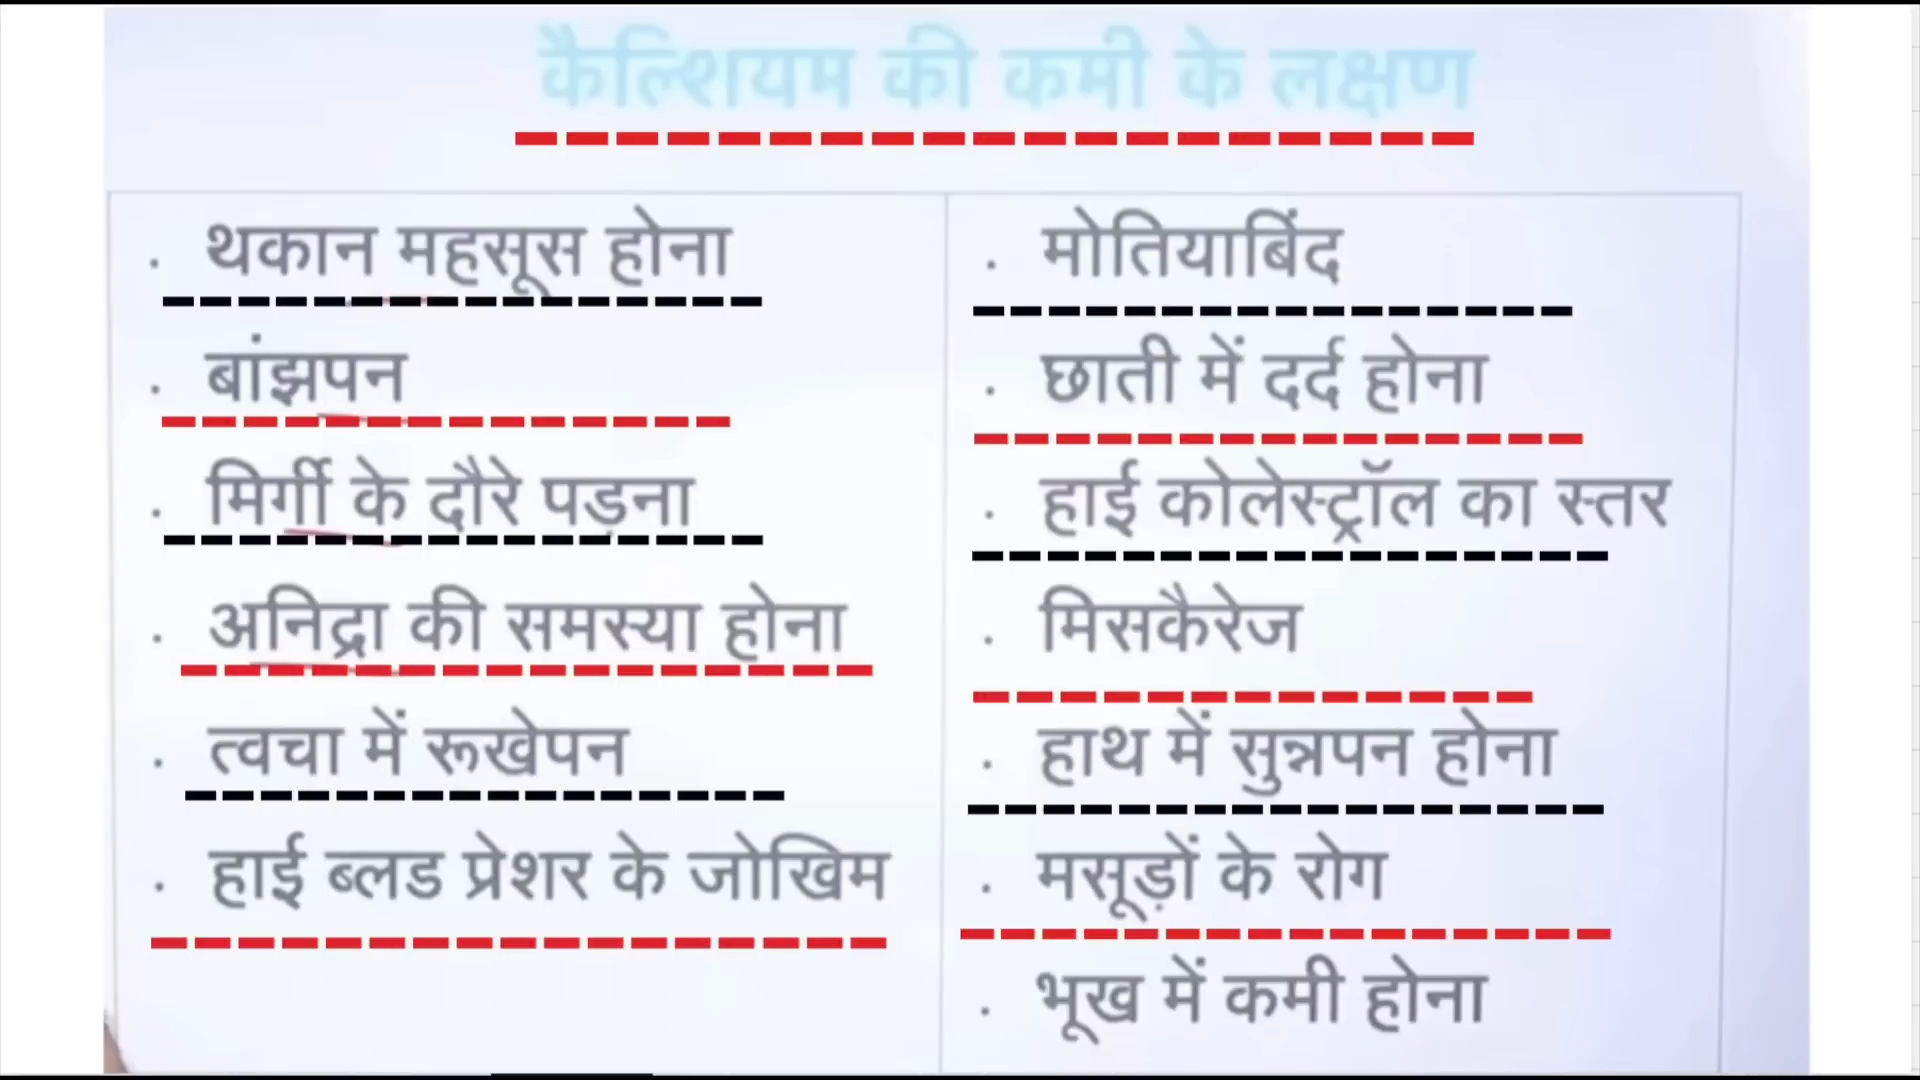 कैल्शियम की कमी के लक्षण
· थकान महसूस होना
· बांझपन
· मिर्गी के दौरे पड़ना
· अनिद्रा की समस्या होना
· त्वचा में रूखेपन
· हाई ब्लड प्रेशर के जोखिम
· मोतियाबिंद
· छाती में दर्द होना
· हाई कोलेस्ट्रॉल का स्तर
· मिसकैरेज
· हाथ में सुन्नपन होना
· मसूड़ों के रोग
· भूख में कमी होना